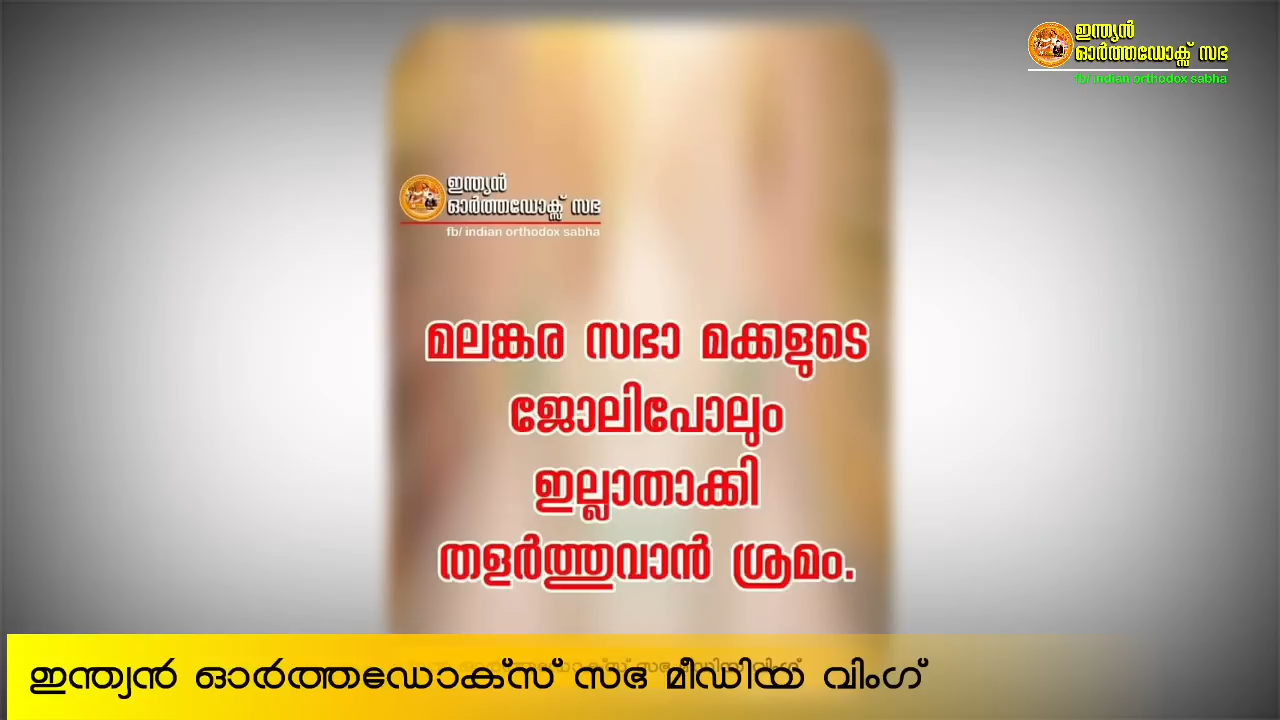 ഇന്ത്യൻ
ഓർത്തഡോക്സ് സഭ
fb/ indian orthodox sabha
ഇന്ത്യൻ
ഓർത്തഡോക്സ് സഭ
fb/ indian orthodox sabha
മലങ്കര സഭാ മക്കളുടെ
ജോലിപോലും
ഇല്ലാതാക്കി
തളർത്തുവാൻ ശ്രമം.
ഇന്ത്യൻ ഓർത്തഡോക്സ് സഭ മീഡിയ വിംഗ്